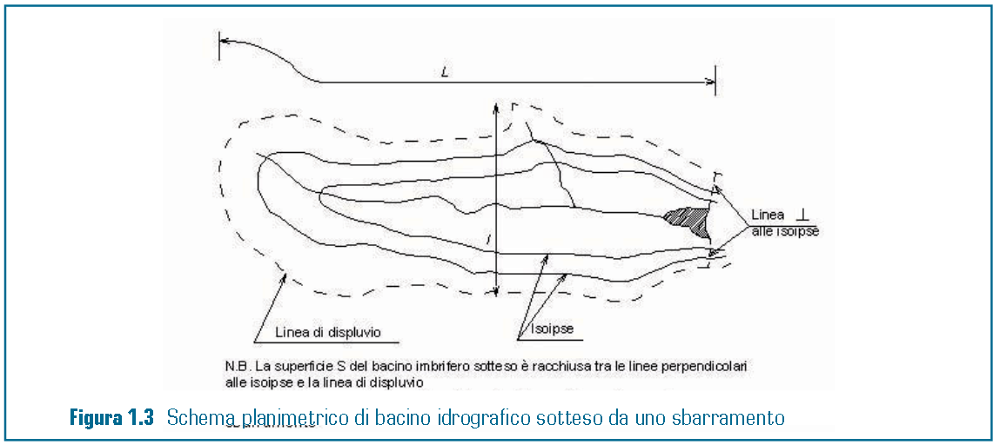 L
Linea ⊥
alle isoipse
l
Linea di displuvio
Isoipse
N.B. La superficie S del bacino imbrifero sotteso è racchiusa tra le linee perpendicolari
alle isoipse e la linea di displuvio
Figura 1.3 Schema planimetrico di bacino idrografico sotteso da uno sbarramento